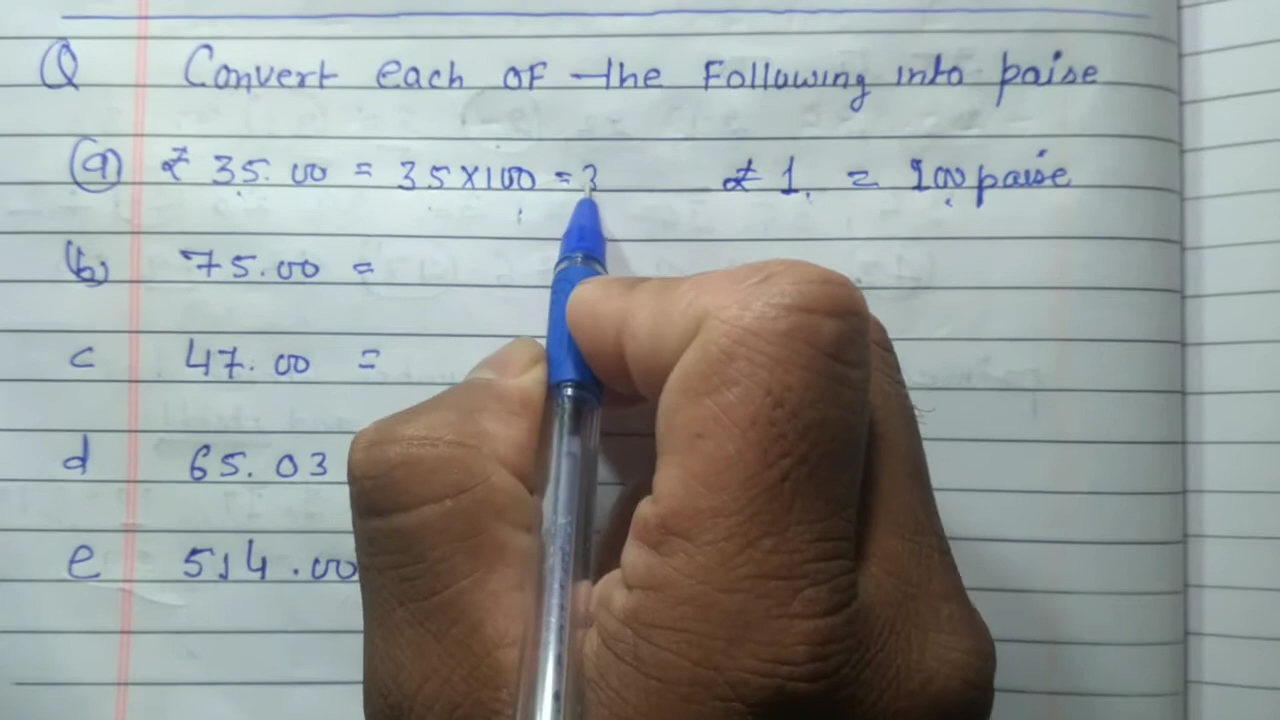 Q Convert each of the Following into paise
(a) ₹ 35.00 = 35×100 = 3 ₹ 1. = 100 paise
(b) 75.00 =
c 47.00 =
d 65.03
e 514.00